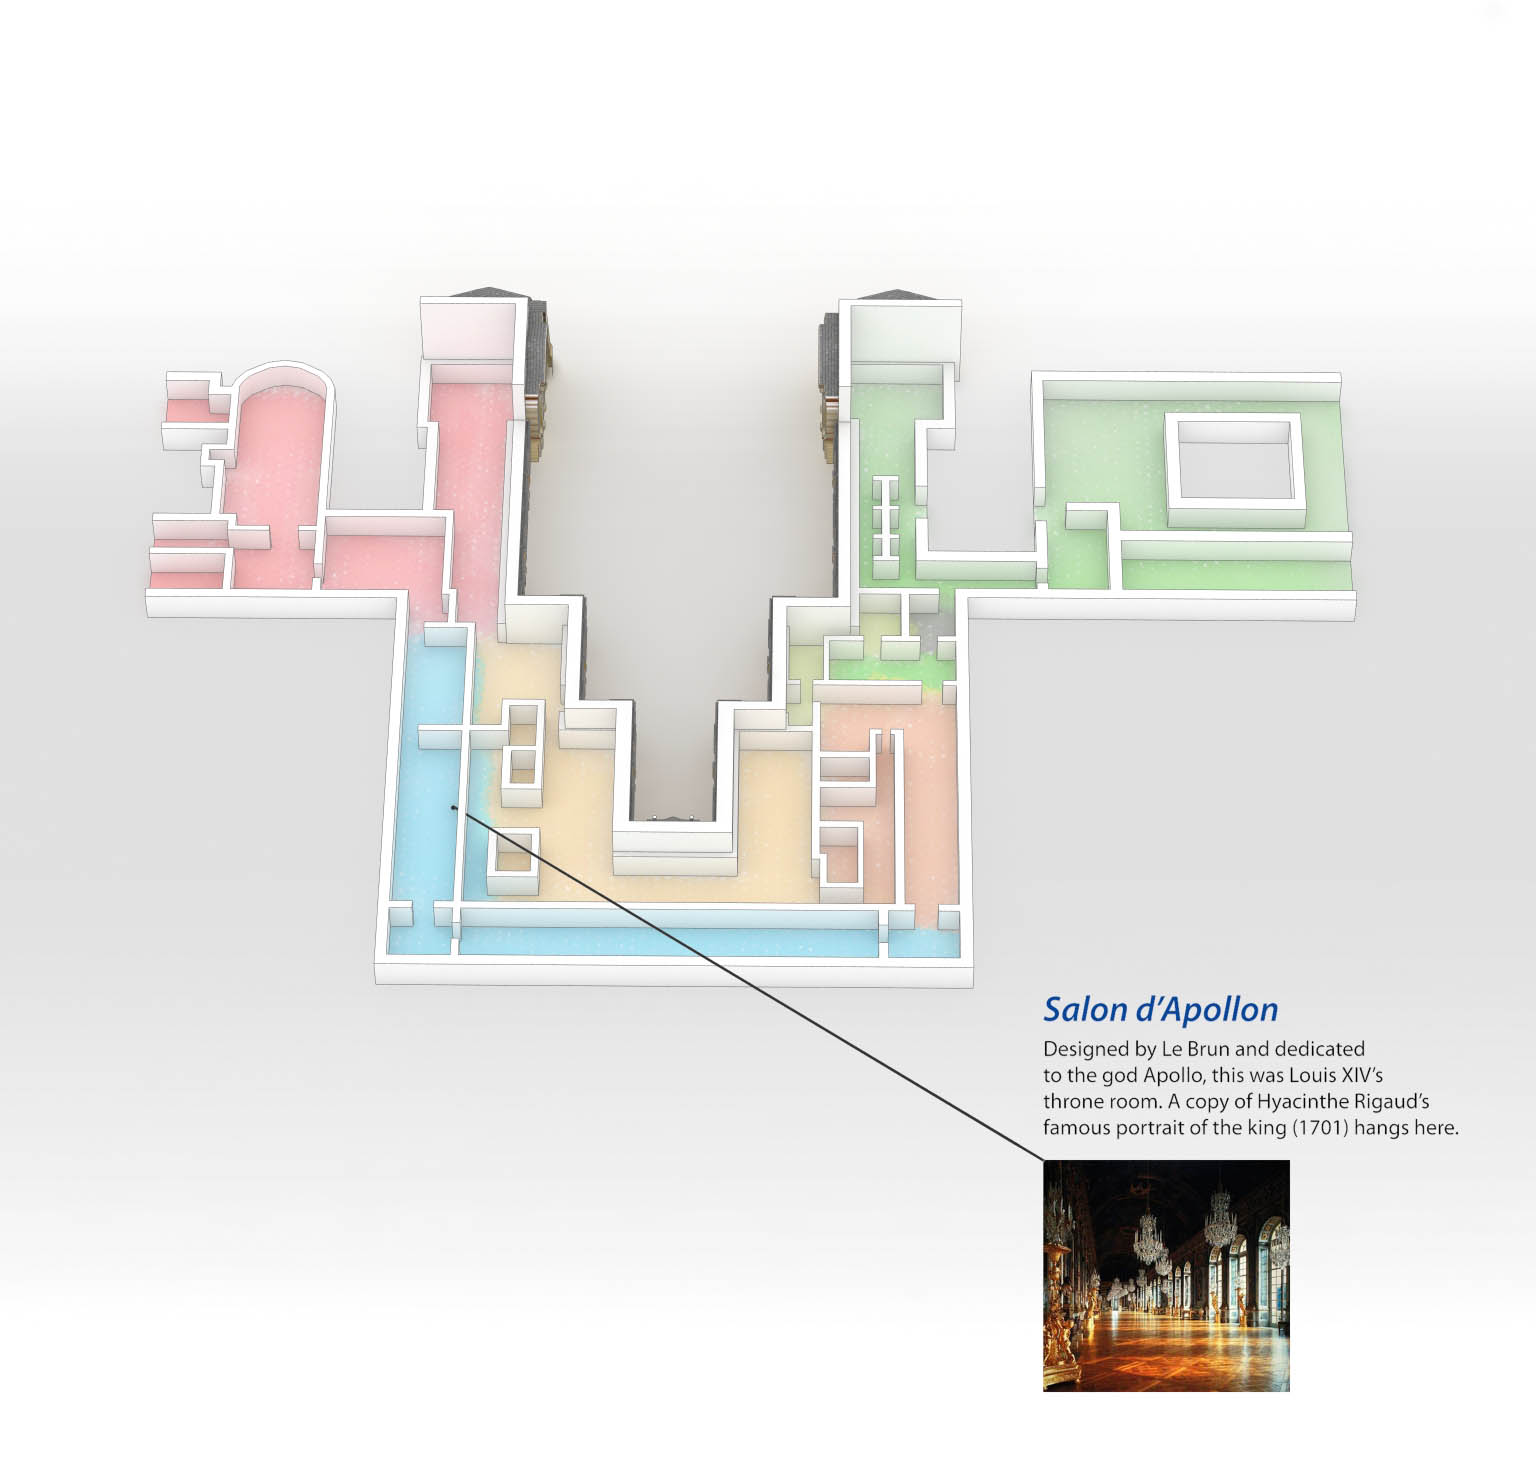 Salon d’Apollon
Designed by Le Brun and dedicated
to the god Apollo, this was Louis XIV’s
throne room. A copy of Hyacinthe Rigaud’s
famous portrait of the king (1701) hangs here.